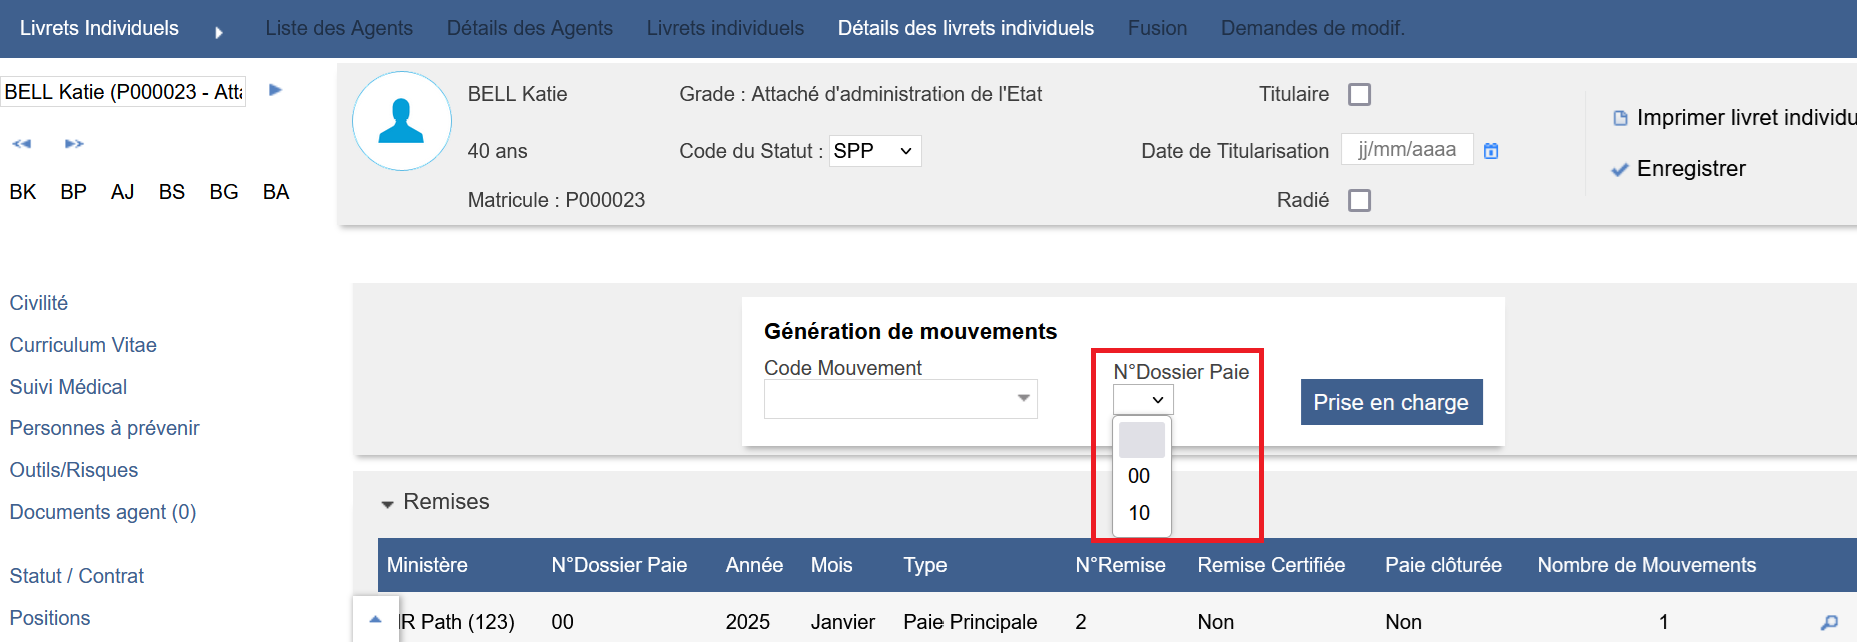 Livrets Individuels
Liste des Agents
Détails des Agents
Livrets individuels
Détails des livrets individuels
Fusion
Demandes de modif.
BELL Katie (P000023 - Atta
BK BP AJ BS BG BA
BELL Katie
Grade : Attaché d'administration de l'Etat
Titulaire
40 ans
Code du Statut : SPP
Date de Titularisation jj/mm/aaaa
Matricule : P000023
Radié
Imprimer livret individu
Enregistrer
Civilité
Curriculum Vitae
Suivi Médical
Personnes à prévenir
Outils/Risques
Documents agent (0)
Statut / Contrat
Positions
Génération de mouvements
Code Mouvement
N°Dossier Paie
00
10
Prise en charge
Remises
Ministère N°Dossier Paie Année Mois Type N°Remise Remise Certifiée Paie clôturée Nombre de Mouvements
IR Path (123) 00 2025 Janvier Paie Principale 2 Non Non 1